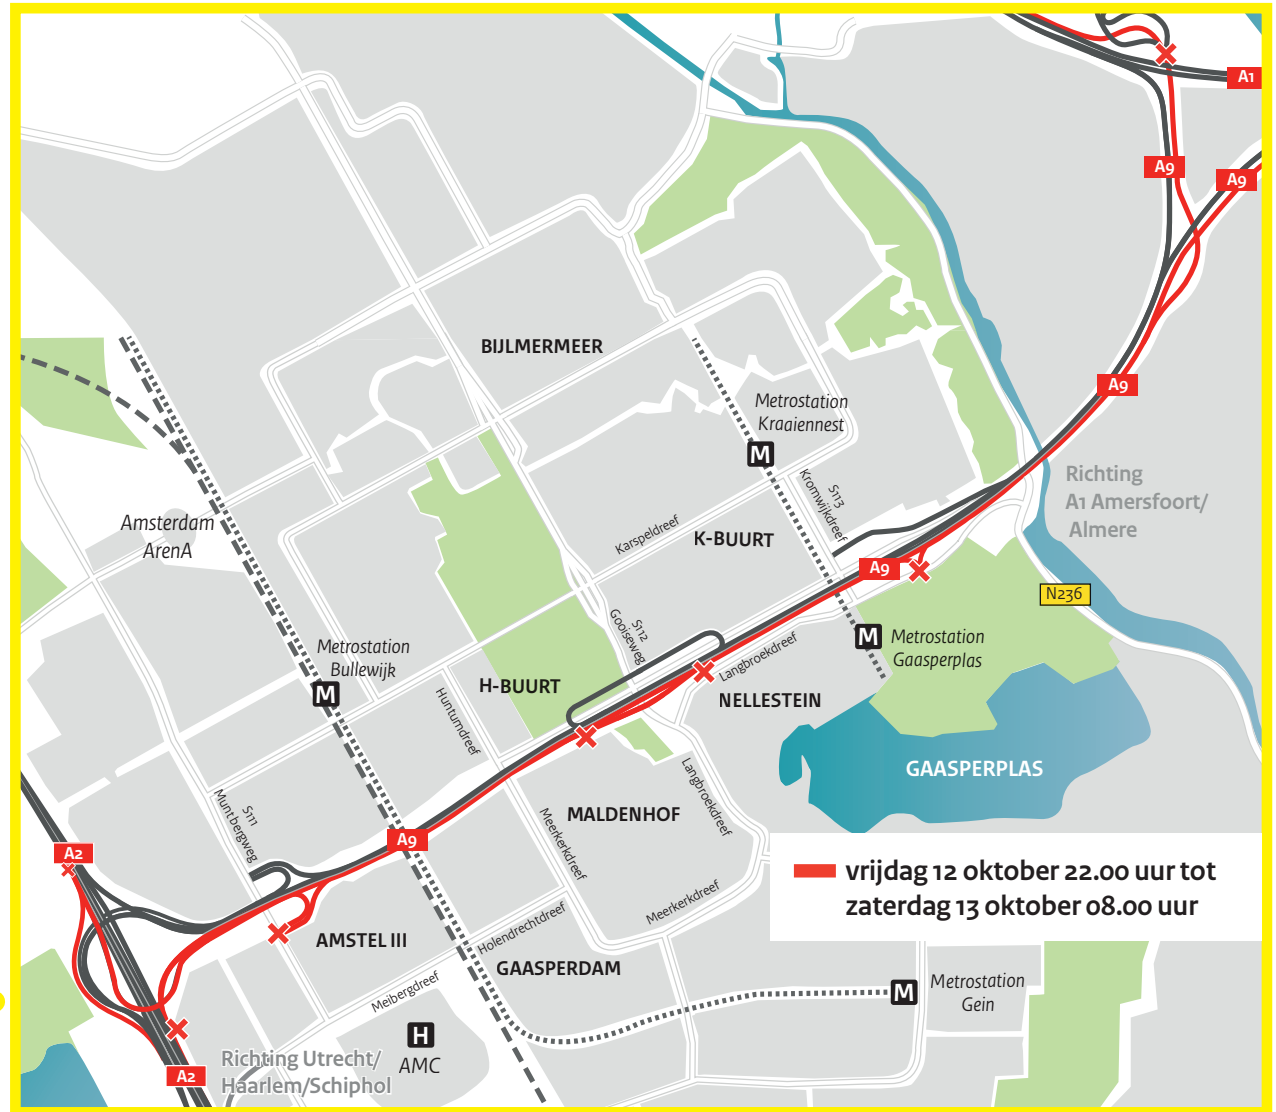 A1
A9
A9
BIJLMERMEER
A9
Metrostation
Kraaiennest
M
Richting
A1 Amersfoort/
Almere
S113
Kromwijkdreef
Amsterdam
ArenA
Karspeldreef
K-BUURT
A9
N236
S112
Gooiseweg
M
Metrostation
Gaasperplas
Metrostation
Bullewijk
M
Langbroekdreef
H-BUURT
NELLESTEIN
Huntumdreef
GAASPERPLAS
Langbroekdreef
S111
Muntbergweg
MALDENHOF
Meerkerkdreef
A9
A2
vrijdag 12 oktober 22.00 uur tot
zaterdag 13 oktober 08.00 uur
Meerkerkdreef
Holendrechtdreef
AMSTEL III
GAASPERDAM
Meibergdreef
M
Metrostation
Gein
H
AMC
Richting Utrecht/
Haarlem/Schiphol
A2